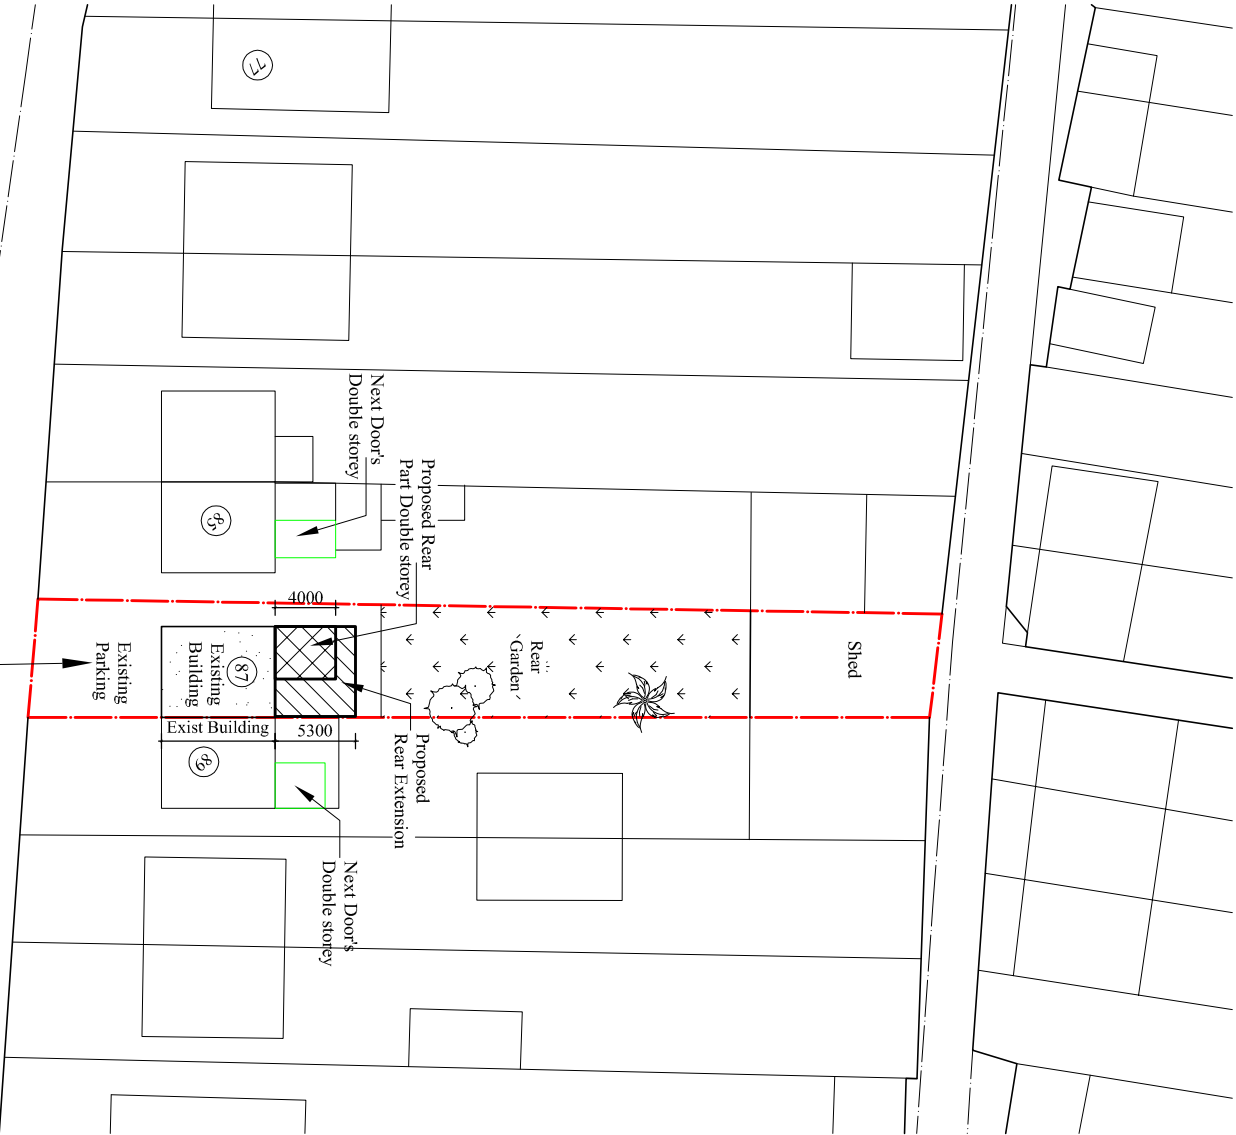 77
Next Door's
Double storey
Proposed Rear
Part Double storey
85
4000
Existing
Parking
Existing
Building
87
Rear
Garden
Shed
Exist Building
5300
89
Proposed
Rear Extension
Next Door's
Double storey